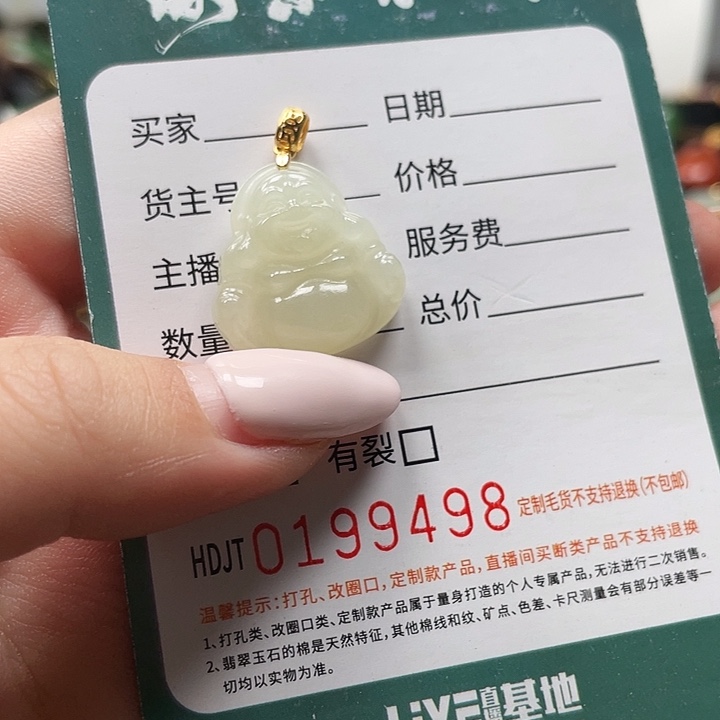 买家 日期
货主号 价格
主播 服务费
数量 总价
有裂□
HDJT 0199498 定制毛货不支持退换(不包邮)
温馨提示:打孔、改圈口,定制款产品,直播间买断类产品不支持退换
1、打孔类、改圈口类、定制款产品属于量身打造的个人专属产品,无法进行二次销售。
2、翡翠玉石的棉是天然特征,其他棉线和纹、矿点、色差、卡尺测量会有部分误差等一
切均以实物为准。
LiVE直播基地